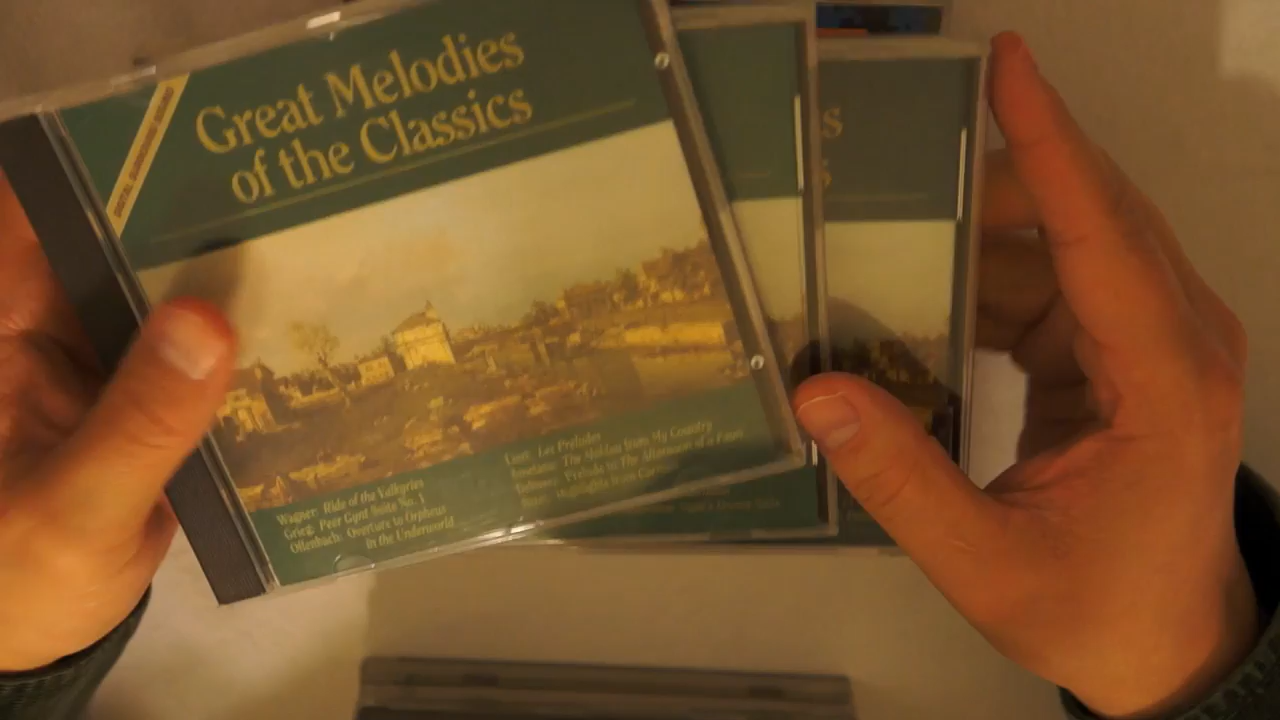 Great Melodies
of the Classics
Wagner: Ride of the Valkyries
Grieg: Peer Gynt Suite No. 1
Offenbach: Overture to Orpheus
in the Underworld
Liszt: Les Preludes
Smetana: The Moldau from My Country
Debussy: Prelude to The Afternoon of a Faun
Bizet: Highlights from Carmen